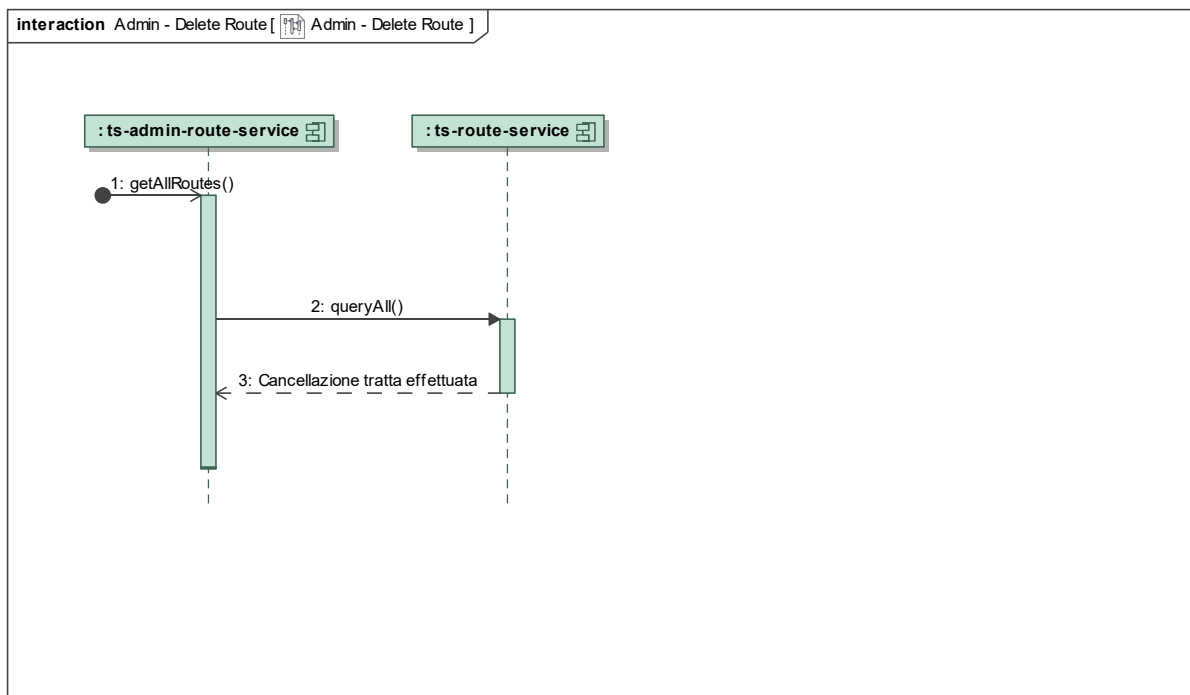 interaction Admin - Delete Route [ Admin - Delete Route ]
: ts-admin-route-service
: ts-route-service
1: getAllRoutes()
2: queryAll()
3: Cancellazione tratta effettuata